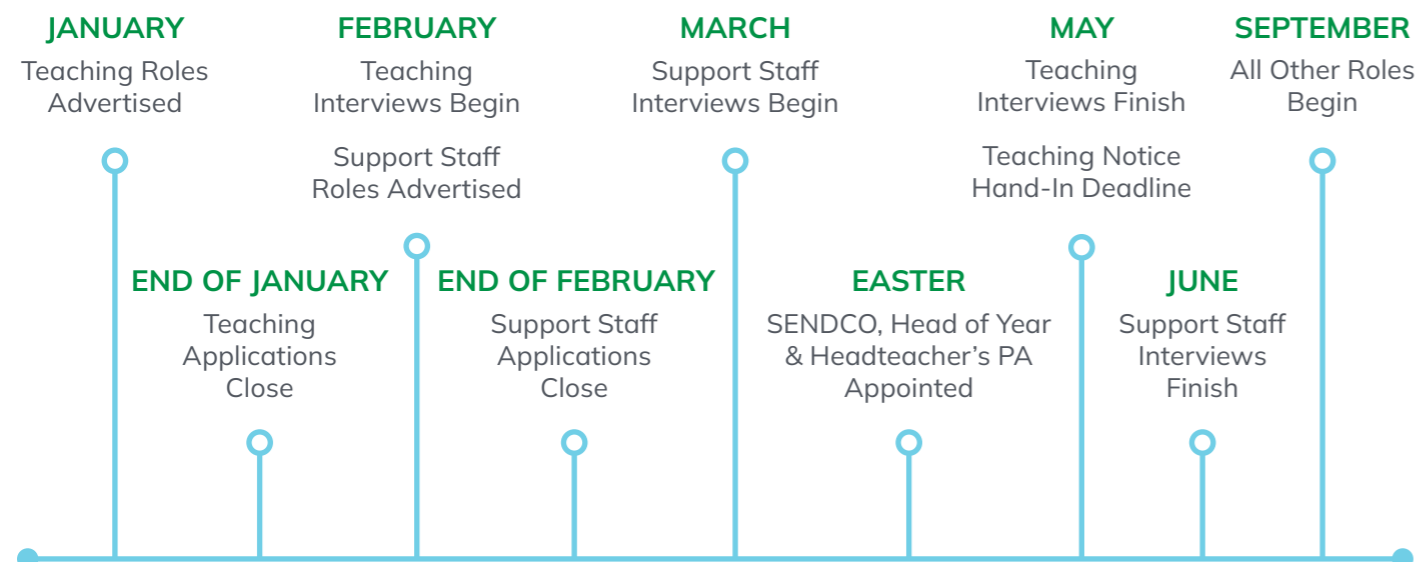 JANUARY
Teaching Roles
Advertised
END OF JANUARY
Teaching
Applications
Close
FEBRUARY
Teaching
Interviews Begin
Support Staff
Roles Advertised
END OF FEBRUARY
Support Staff
Applications
Close
MARCH
Support Staff
Interviews Begin
EASTER
SENDCO, Head of Year
& Headteacher’s PA
Appointed
MAY
Teaching
Interviews Finish
Teaching Notice
Hand-In Deadline
JUNE
Support Staff
Interviews
Finish
SEPTEMBER
All Other Roles
Begin